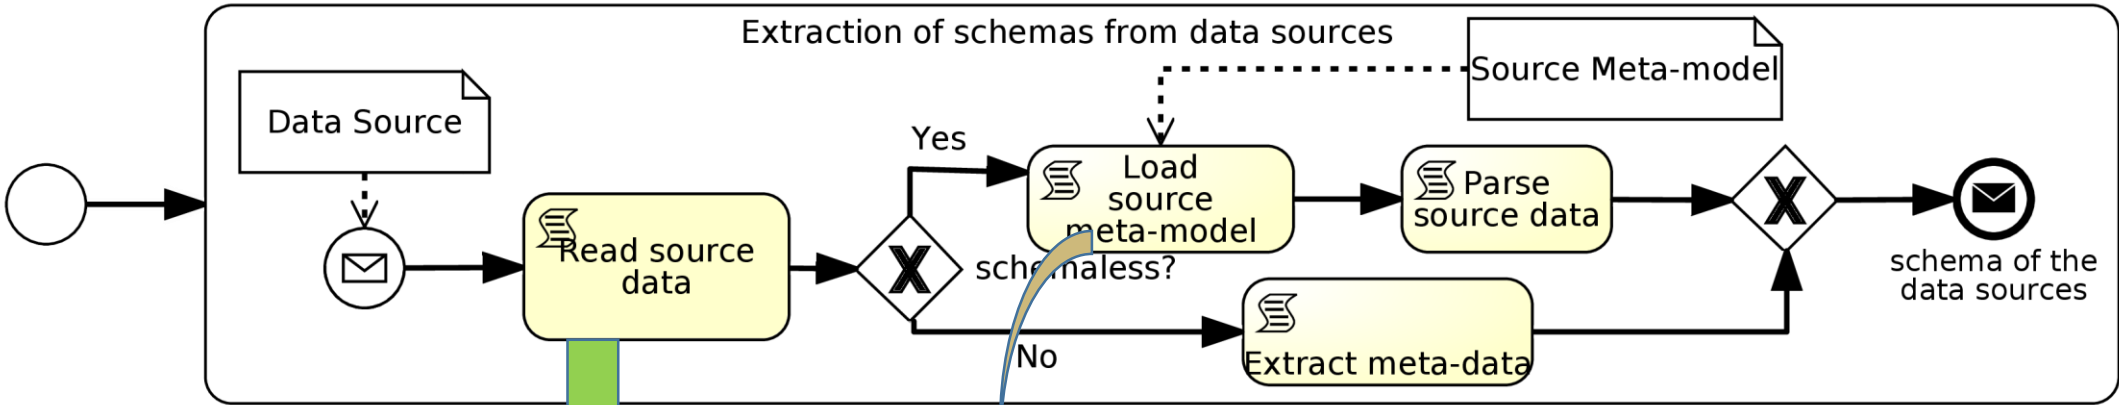 Extraction of schemas from data sources
Source Meta-model
Data Source
Yes
Load
source
meta-model
Parse
source data
Read source
data
schemaless?
schema of the
data sources
No
Extract meta-data